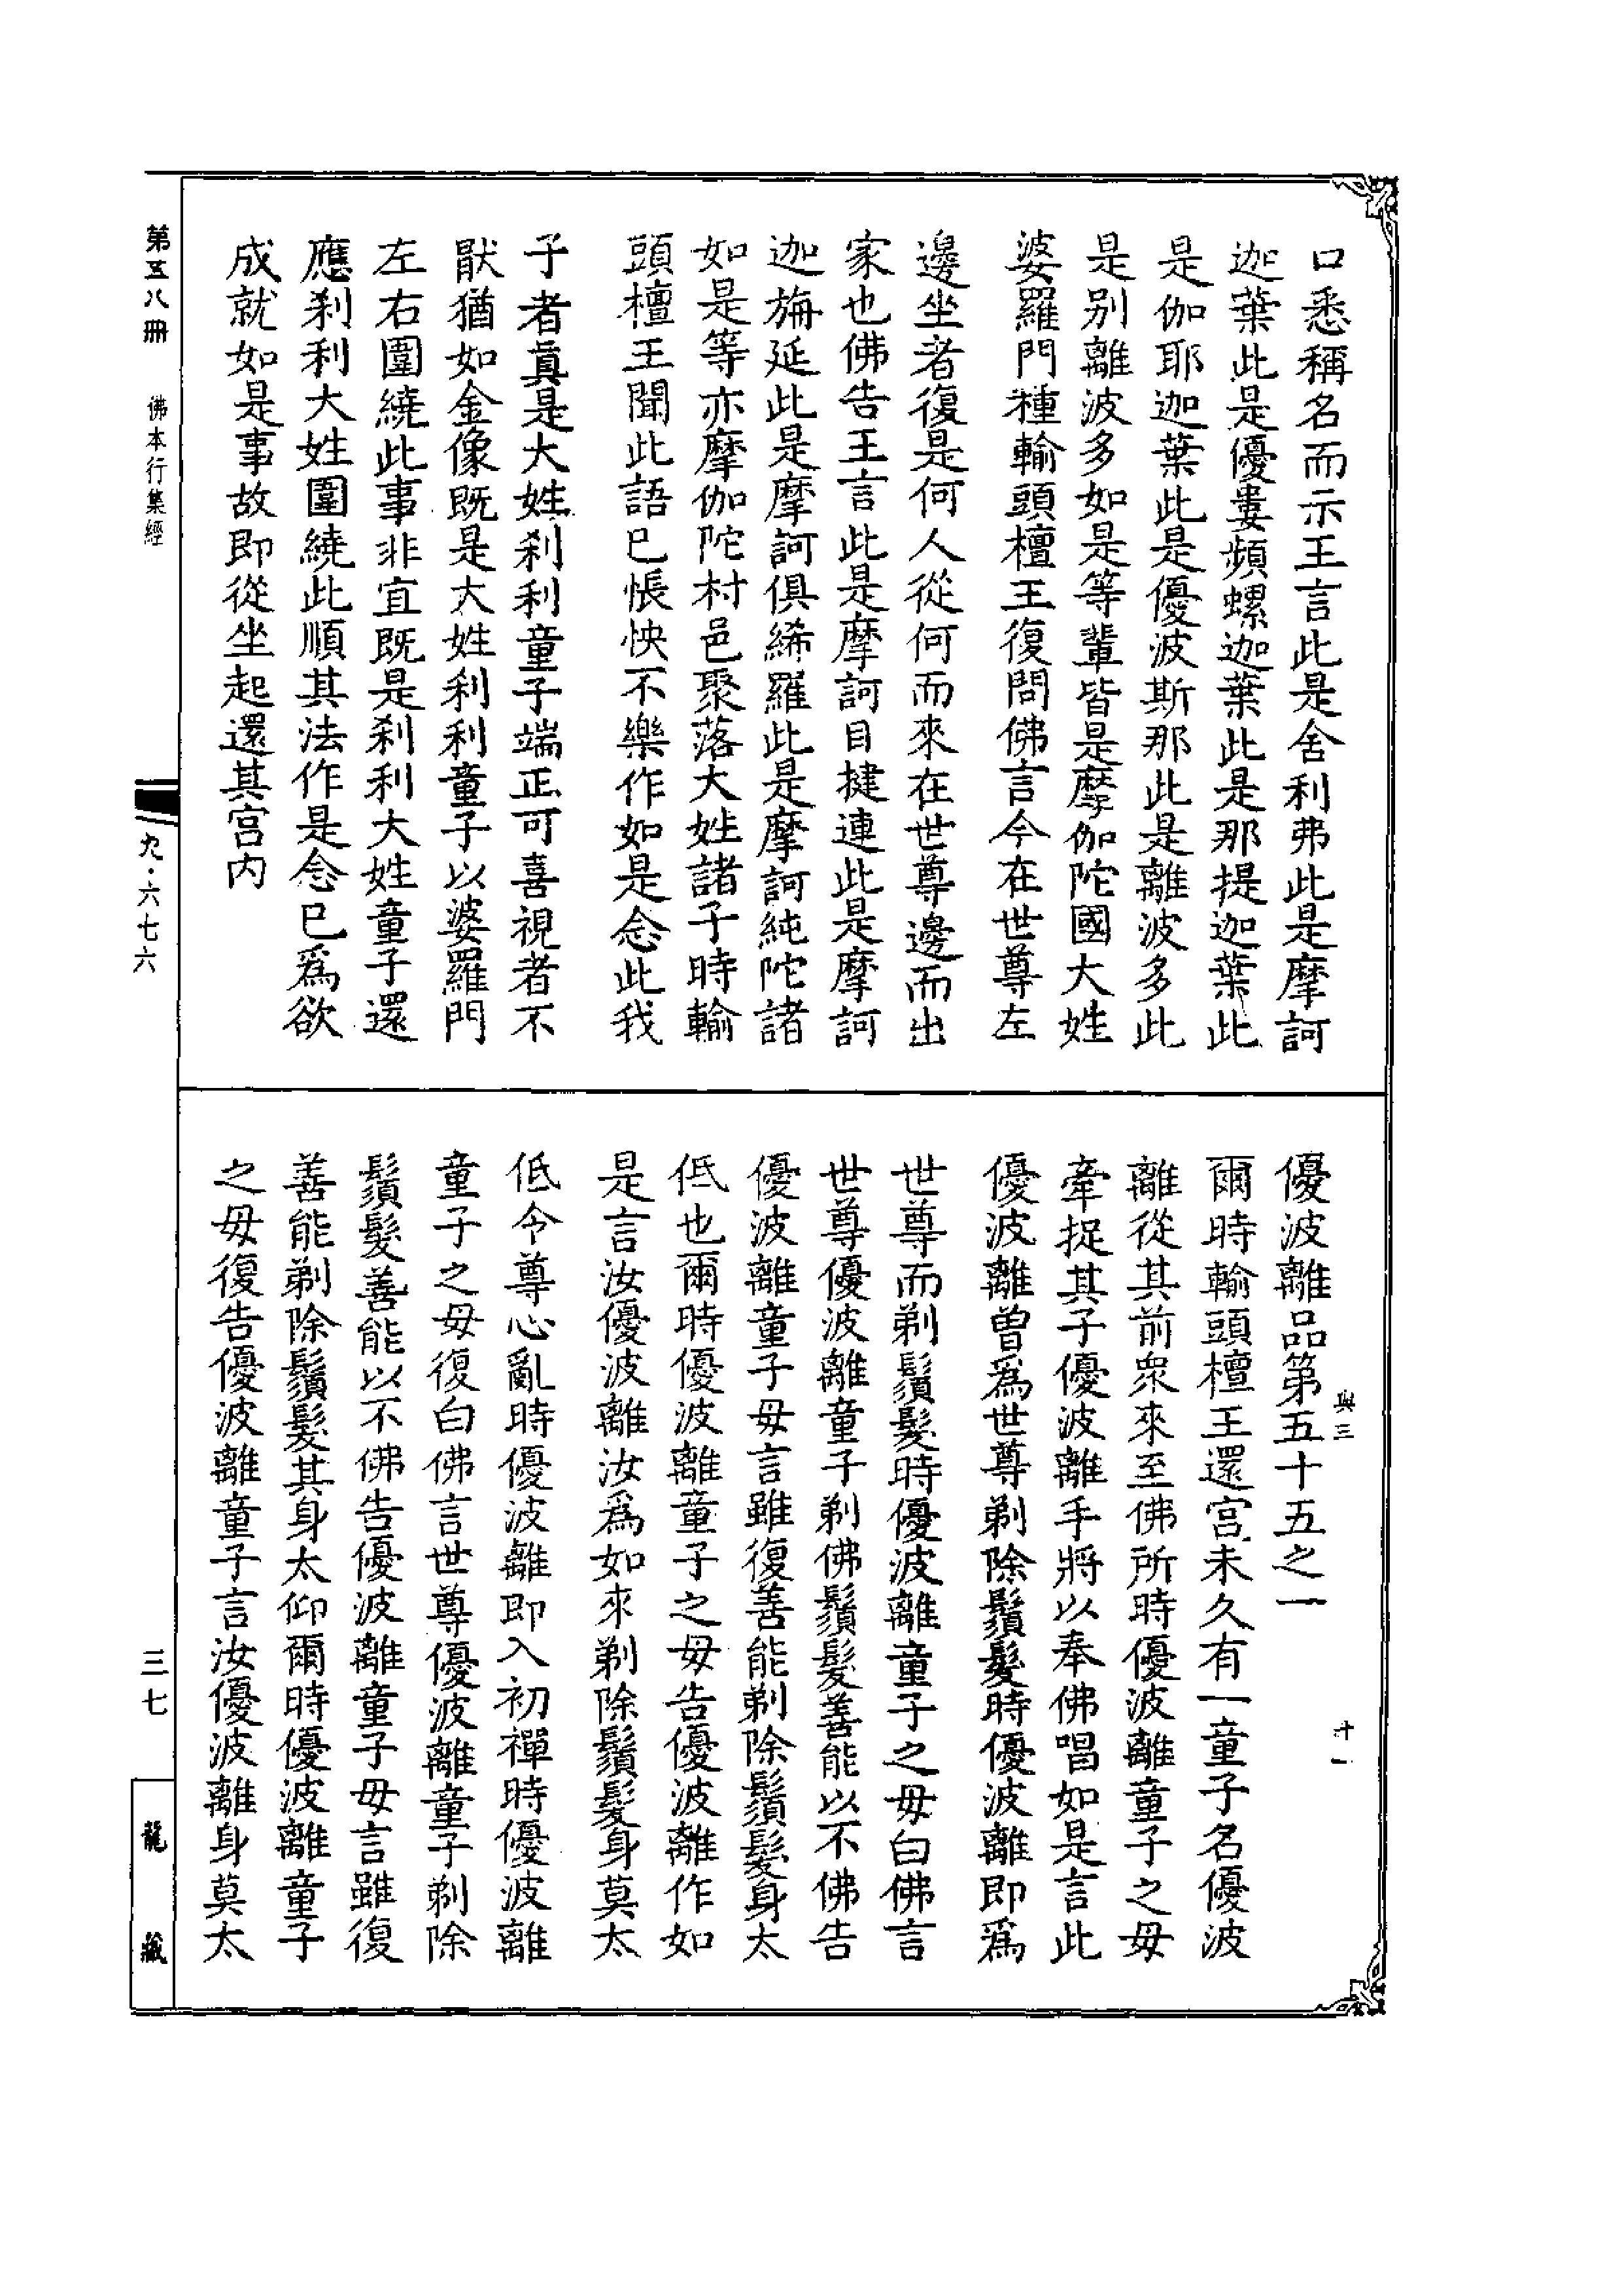 口悉稱名而示王言此是舍利弗此是摩訶
迦葉此是優婁頻螺迦葉此是那提迦葉此
是伽耶迦葉此是優波斯那此是離波多此
是別離波多如是等輩皆是摩伽陀國大姓
婆羅門種輸頭檀王復問佛言今在世尊左
邊坐者復是何人從何而來在世尊邊而出
家也佛告王言此是摩訶目揵連此是摩訶
迦旃延此是摩訶俱絺羅此是摩訶純陀諸
如是等亦摩伽陀村邑聚落大姓諸子時輸
頭檀王聞此語已悵怏不樂作如是念此我
子者真是大姓刹利童子端正可喜視者不
猒猶如金像既是大姓刹利童子以婆羅門
左右圍繞此事非宜既是刹利大姓童子還
應刹利大姓圍繞此順其法作是念已爲欲
成就如是事故即從坐起還其宮内
優波離品第五十五之一
爾時輸頭檀王還宮未久有一童子名優波
離從其前衆來至佛所時優波離童子之母
牽捉其子優波離手將以奉佛唱如是言此
優波離曾爲世尊剃除鬚髮時優波離即爲
世尊而剃鬚髮時優波離童子之母白佛言
世尊優波離童子剃佛鬚髮善能以不佛告
優波離童子母言雖復善能剃除鬚髮身太
低也爾時優波離童子之母告優波離作如
是言汝優波離汝爲如來剃除鬚髮身莫太
低令尊心亂時優波離即入初禪時優波離
童子之母復白佛言世尊優波離童子剃除
鬚髮善能以不佛告優波離童子母言雖復
善能剃除鬚髮其身太仰爾時優波離童子
之母復告優波離童子言汝優波離身莫太
與三
十一
第五八冊
佛本行集經
九·六七六
三七
龍藏